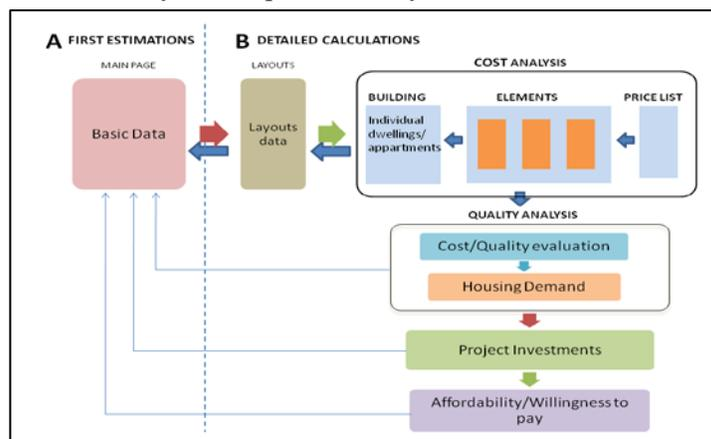 A FIRST ESTIMATIONS
B DETAILED CALCULATIONS
MAIN PAGE
LAYOUTS
COST ANALYSIS
Basic Data
Layouts
data
BUILDING
ELEMENTS
PRICE LIST
Individual
dwellings/
appartments
QUALITY ANALYSIS
Cost/Quality evaluation
Housing Demand
Project Investments
Affordability/Willingness to
pay